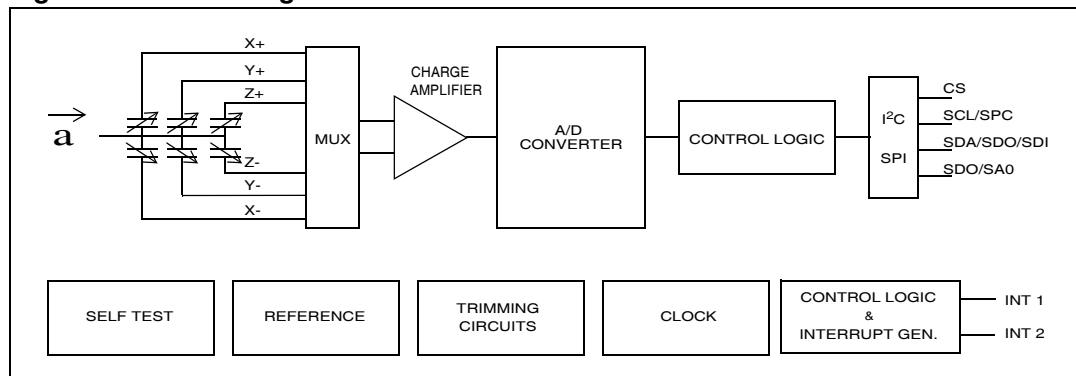 X+
Y+
Z+
a
Z-
Y-
X-
MUX
CHARGE
AMPLIFIER
A/D
CONVERTER
CONTROL LOGIC
I²C
SPI
CS
SCL/SPC
SDA/SDO/SDI
SDO/SA0
SELF TEST
REFERENCE
TRIMMING
CIRCUITS
CLOCK
CONTROL LOGIC
&
INTERRUPT GEN.
INT 1
INT 2